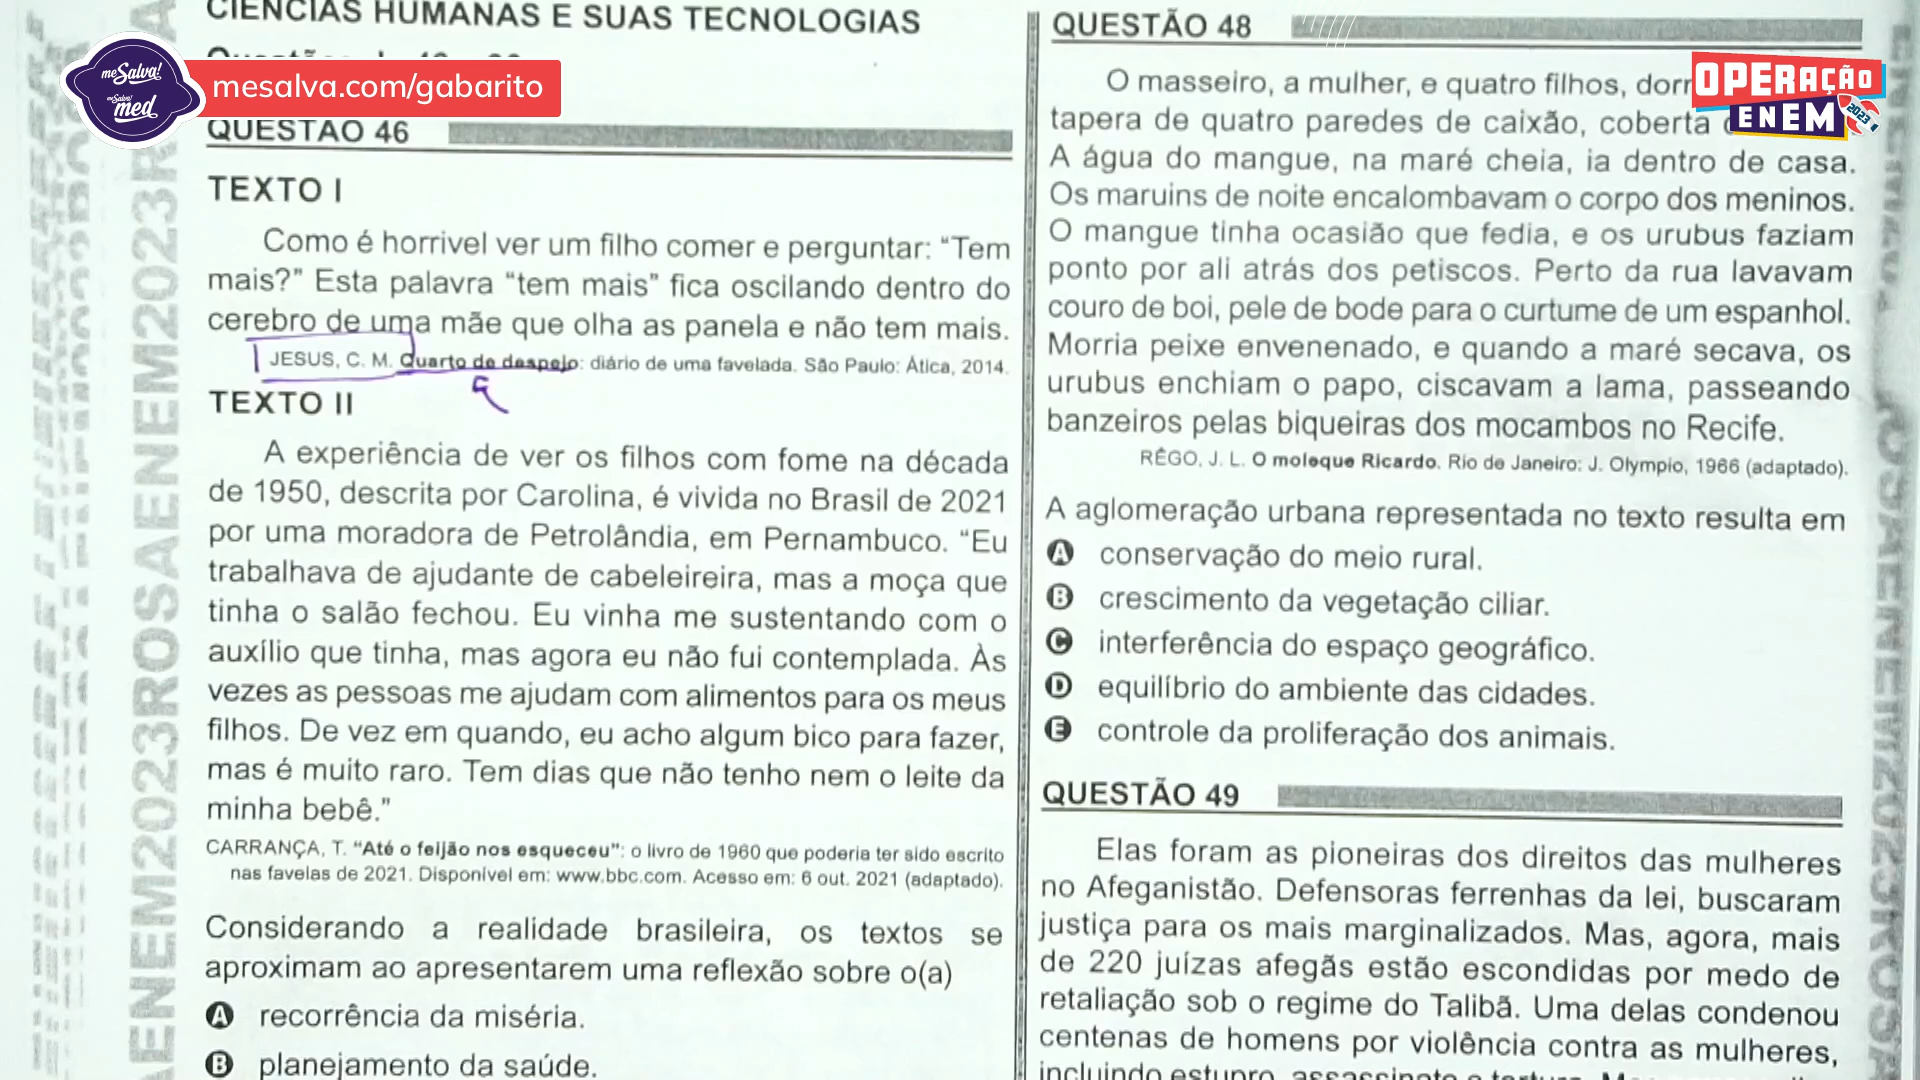 CIÊNCIAS HUMANAS E SUAS TECNOLOGIAS
meSalva!
meSalva!
med
mesalva.com/gabarito
QUESTÃO 46
TEXTO I
Como é horrivel ver um filho comer e perguntar: “Tem
mais?” Esta palavra “tem mais” fica oscilando dentro do
cerebro de uma mãe que olha as panela e não tem mais.
JESUS, C. M. Quarto de despejo: diário de uma favelada. São Paulo: Ática, 2014.
TEXTO II
A experiência de ver os filhos com fome na década
de 1950, descrita por Carolina, é vivida no Brasil de 2021
por uma moradora de Petrolândia, em Pernambuco. “Eu
trabalhava de ajudante de cabeleireira, mas a moça que
tinha o salão fechou. Eu vinha me sustentando com o
auxílio que tinha, mas agora eu não fui contemplada. Às
vezes as pessoas me ajudam com alimentos para os meus
filhos. De vez em quando, eu acho algum bico para fazer,
mas é muito raro. Tem dias que não tenho nem o leite da
minha bebê.”
CARRANÇA, T. “Até o feijão nos esqueceu”: o livro de 1960 que poderia ter sido escrito
nas favelas de 2021. Disponível em: www.bbc.com. Acesso em: 6 out. 2021 (adaptado).
Considerando a realidade brasileira, os textos se
aproximam ao apresentarem uma reflexão sobre o(a)
A recorrência da miséria.
B planejamento da saúde.
QUESTÃO 48
OPERAÇÃO
ENEM 2023
O masseiro, a mulher, e quatro filhos,
tapera de quatro paredes de caixão, coberta
A água do mangue, na maré cheia, ia dentro de casa.
Os maruins de noite encalombavam o corpo dos meninos.
O mangue tinha ocasião que fedia, e os urubus faziam
ponto por ali atrás dos petiscos. Perto da rua lavavam
couro de boi, pele de bode para o curtume de um espanhol.
Morria peixe envenenado, e quando a maré secava, os
urubus enchiam o papo, ciscavam a lama, passeando
banzeiros pelas biqueiras dos mocambos no Recife.
RÊGO, J. L. O moleque Ricardo. Rio de Janeiro: J. Olympio, 1966 (adaptado).
A aglomeração urbana representada no texto resulta em
A conservação do meio rural.
B crescimento da vegetação ciliar.
C interferência do espaço geográfico.
D equilíbrio do ambiente das cidades.
E controle da proliferação dos animais.
QUESTÃO 49
Elas foram as pioneiras dos direitos das mulheres
no Afeganistão. Defensoras ferrenhas da lei, buscaram
justiça para os mais marginalizados. Mas, agora, mais
de 220 juízas afegãs estão escondidas por medo de
retaliação sob o regime do Talibã. Uma delas condenou
centenas de homens por violência contra as mulheres,
incluindo estupro, assassinato e tortura.
AENEM2023ROSAENEM2023ROSA